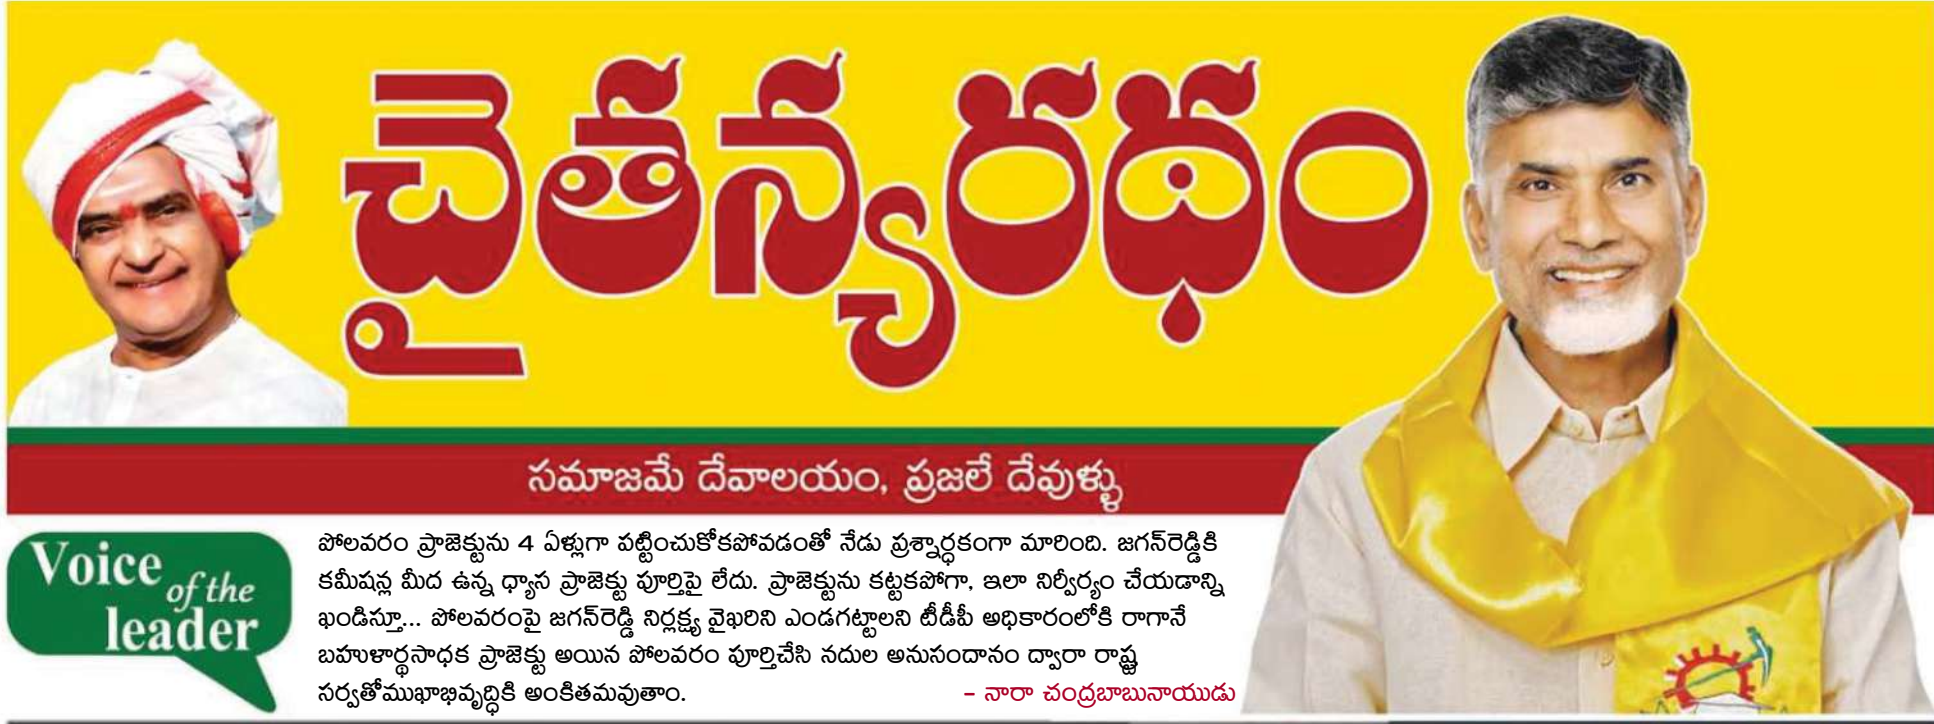 చైతన్యరథం
సమాజమే దేవాలయం, ప్రజలే దేవుళ్ళు
Voice of the
leader
పోలవరం ప్రాజెక్టును 4 ఏళ్లుగా పట్టించుకోకపోవడంతో నేడు ప్రశ్నార్ధకంగా మారింది. జగన్‌రెడ్డికి
కమీషన్ల మీద ఉన్న ధ్యాస ప్రాజెక్టు పూర్తిపై లేదు. ప్రాజెక్టును కట్టకపోగా, ఇలా నిర్వీర్యం చేయడాన్ని
ఖండిస్తూ... పోలవరంపై జగన్‌రెడ్డి నిర్లక్ష్య వైఖరిని ఎండగట్టాలని టీడీపీ అధికారంలోకి రాగానే
బహుళార్థసాధక ప్రాజెక్టు అయిన పోలవరం పూర్తిచేసి నదుల అనుసందానం ద్వారా రాష్ట్ర
సర్వతోముఖాభివృద్ధికి అంకితమవుతాం.
– నారా చంద్రబాబునాయుడు